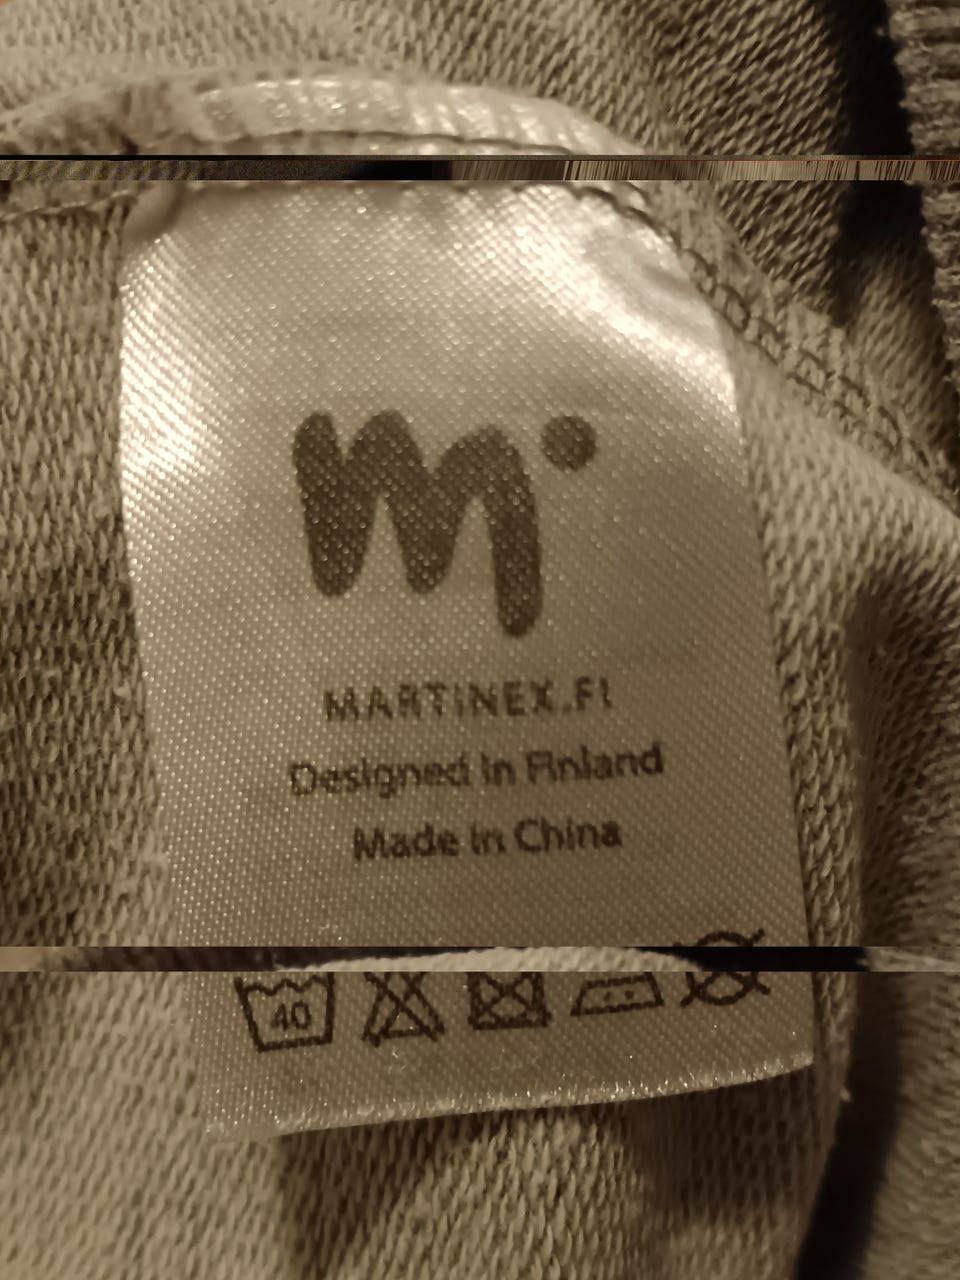 m
MARTINEX.FI
Designed in Finland
Made in China
40